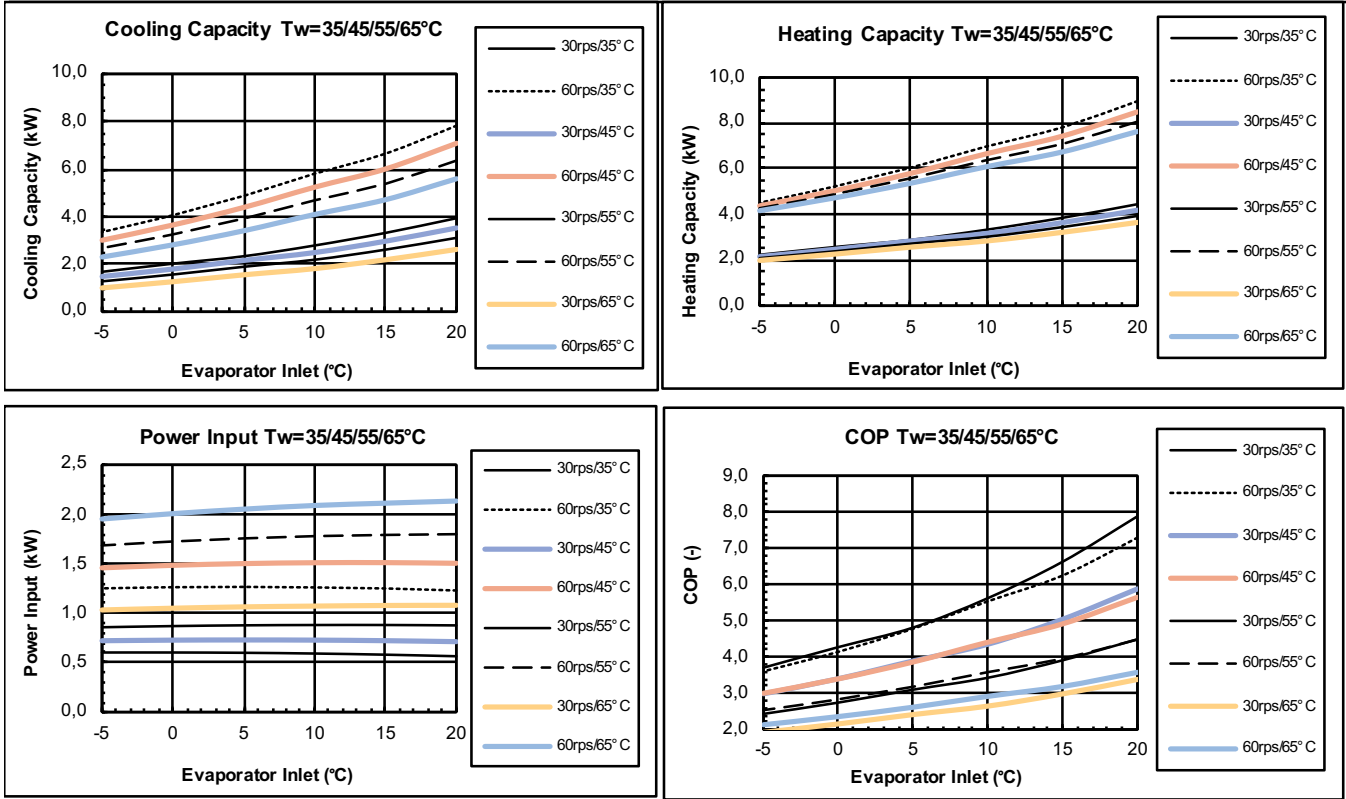 Cooling Capacity Tw=35/45/55/65°C
Cooling Capacity (kW)
10,0
8,0
6,0
4,0
2,0
0,0
-5 0 5 10 15 20
Evaporator Inlet (°C)
30rps/35°C
60rps/35°C
30rps/45°C
60rps/45°C
30rps/55°C
60rps/55°C
30rps/65°C
60rps/65°C
Heating Capacity Tw=35/45/55/65°C
Heating Capacity (kW)
10,0
8,0
6,0
4,0
2,0
0,0
-5 0 5 10 15 20
Evaporator Inlet (°C)
30rps/35°C
60rps/35°C
30rps/45°C
60rps/45°C
30rps/55°C
60rps/55°C
30rps/65°C
60rps/65°C
Power Input Tw=35/45/55/65°C
Power Input (kW)
2,5
2,0
1,5
1,0
0,5
0,0
-5 0 5 10 15 20
Evaporator Inlet (°C)
30rps/35°C
60rps/35°C
30rps/45°C
60rps/45°C
30rps/55°C
60rps/55°C
30rps/65°C
60rps/65°C
COP Tw=35/45/55/65°C
COP (-)
9,0
8,0
7,0
6,0
5,0
4,0
3,0
2,0
-5 0 5 10 15 20
Evaporator Inlet (°C)
30rps/35°C
60rps/35°C
30rps/45°C
60rps/45°C
30rps/55°C
60rps/55°C
30rps/65°C
60rps/65°C